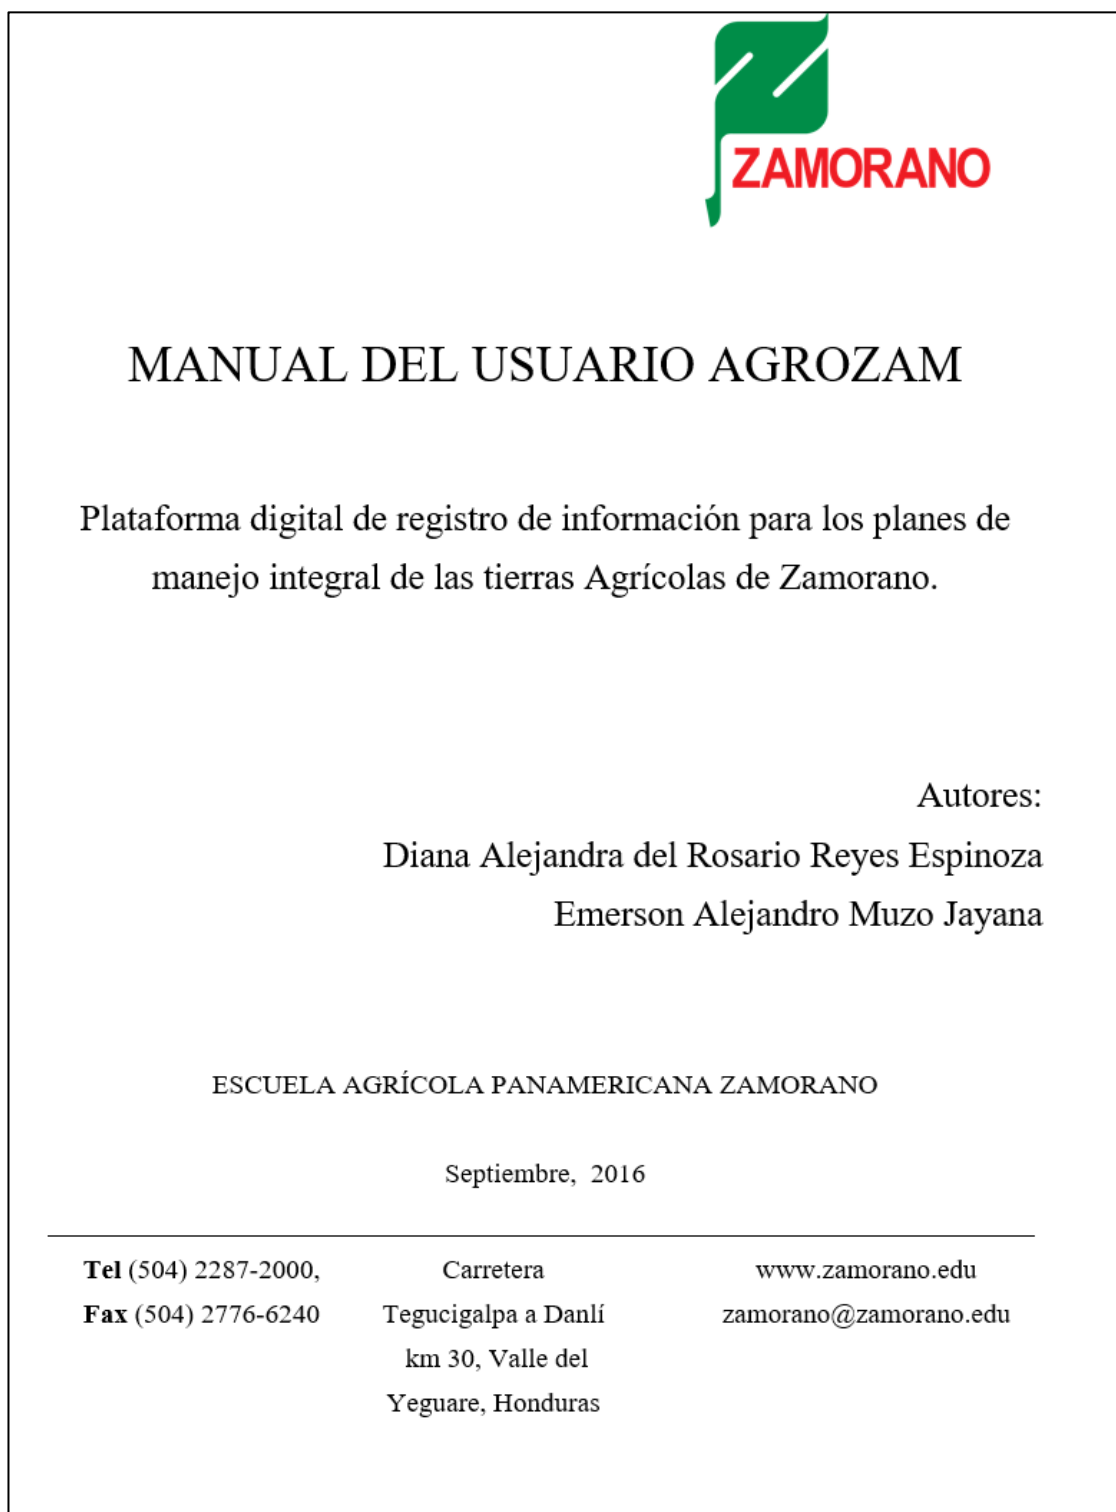 ZAMORANO
MANUAL DEL USUARIO AGROZAM
Plataforma digital de registro de información para los planes de
manejo integral de las tierras Agrícolas de Zamorano.
Autores:
Diana Alejandra del Rosario Reyes Espinoza
Emerson Alejandro Muzo Jayana
ESCUELA AGRÍCOLA PANAMERICANA ZAMORANO
Septiembre, 2016
Tel (504) 2287-2000,
Fax (504) 2776-6240
Carretera
Tegucigalpa a Danlí
km 30, Valle del
Yeguare, Honduras
www.zamorano.edu
zamorano@zamorano.edu